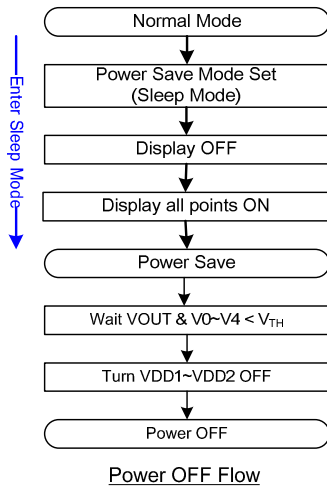 Normal Mode
Enter Sleep Mode
Power Save Mode Set
(Sleep Mode)
Display OFF
Display all points ON
Power Save
Wait VOUT & V0~V4 < VTH
Turn VDD1~VDD2 OFF
Power OFF
Power OFF Flow